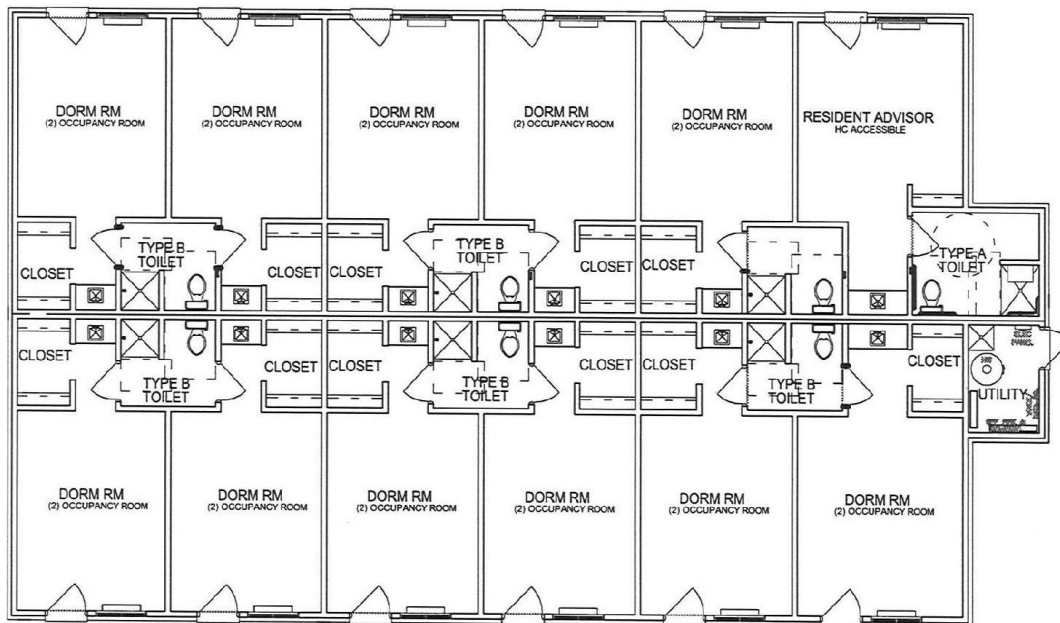 DORM RM
(2) OCCUPANCY ROOM
DORM RM
(2) OCCUPANCY ROOM
DORM RM
(2) OCCUPANCY ROOM
DORM RM
(2) OCCUPANCY ROOM
DORM RM
(2) OCCUPANCY ROOM
RESIDENT ADVISOR
HC ACCESSIBLE
TYPE B
TOILET
TYPE B
TOILET
TYPE A
TOILET
CLOSET
CLOSET
CLOSET
CLOSET
CLOSET
CLOSET
CLOSET
CLOSET
CLOSET
CLOSET
CLOSET
ELEC
PANEL
TYPE B
TOILET
TYPE B
TOILET
TYPE B
TOILET
UTILITY
DORM RM
(2) OCCUPANCY ROOM
DORM RM
(2) OCCUPANCY ROOM
DORM RM
(2) OCCUPANCY ROOM
DORM RM
(2) OCCUPANCY ROOM
DORM RM
(2) OCCUPANCY ROOM
DORM RM
(2) OCCUPANCY ROOM